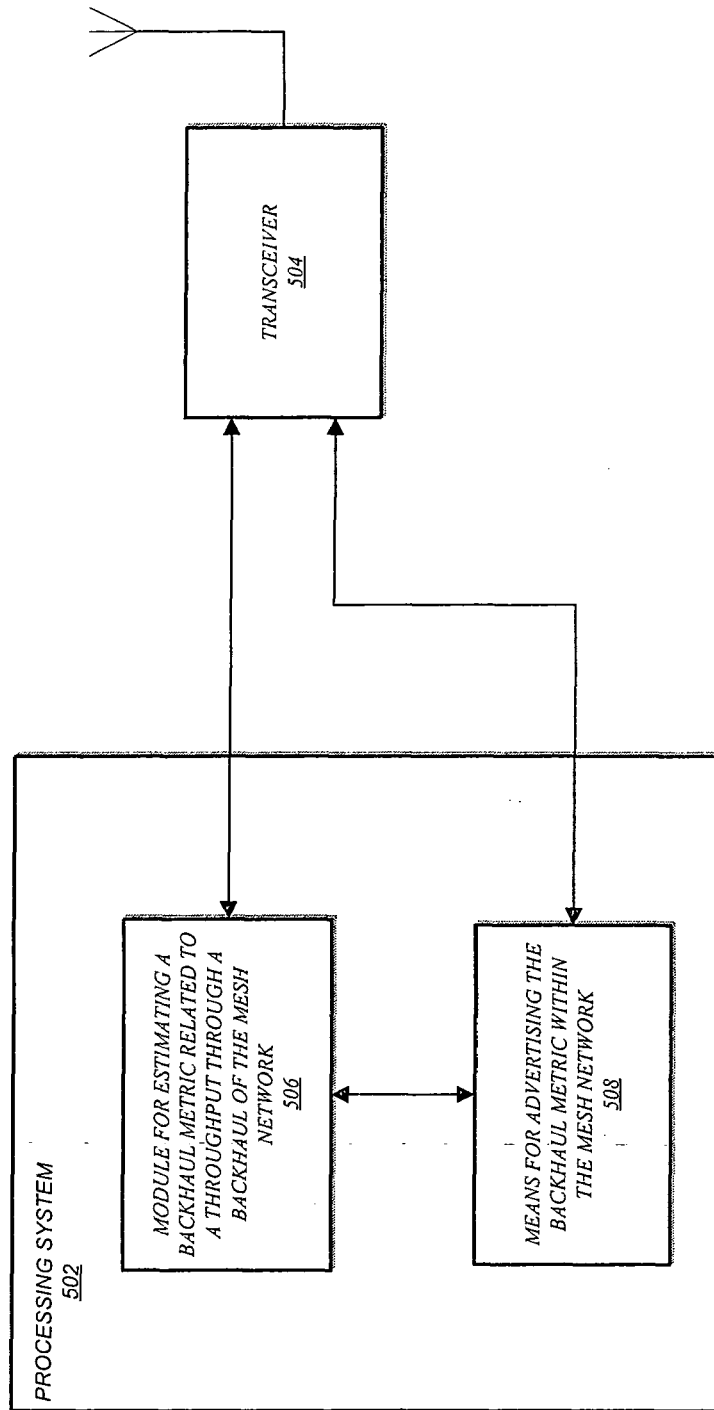 PROCESSING SYSTEM
502
MODULE FOR ESTIMATING A
BACKHAUL METRIC RELATED TO
A THROUGHPUT THROUGH A
BACKHAUL OF THE MESH
NETWORK
506
MEANS FOR ADVERTISING THE
BACKHAUL METRIC WITHIN
THE MESH NETWORK
508
TRANSCEIVER
504